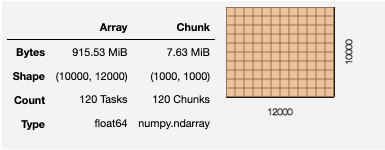 Array Chunk
Bytes 915.53 MiB 7.63 MiB
Shape (10000, 12000) (1000, 1000)
Count 120 Tasks 120 Chunks
Type float64 numpy.ndarray
10000
12000